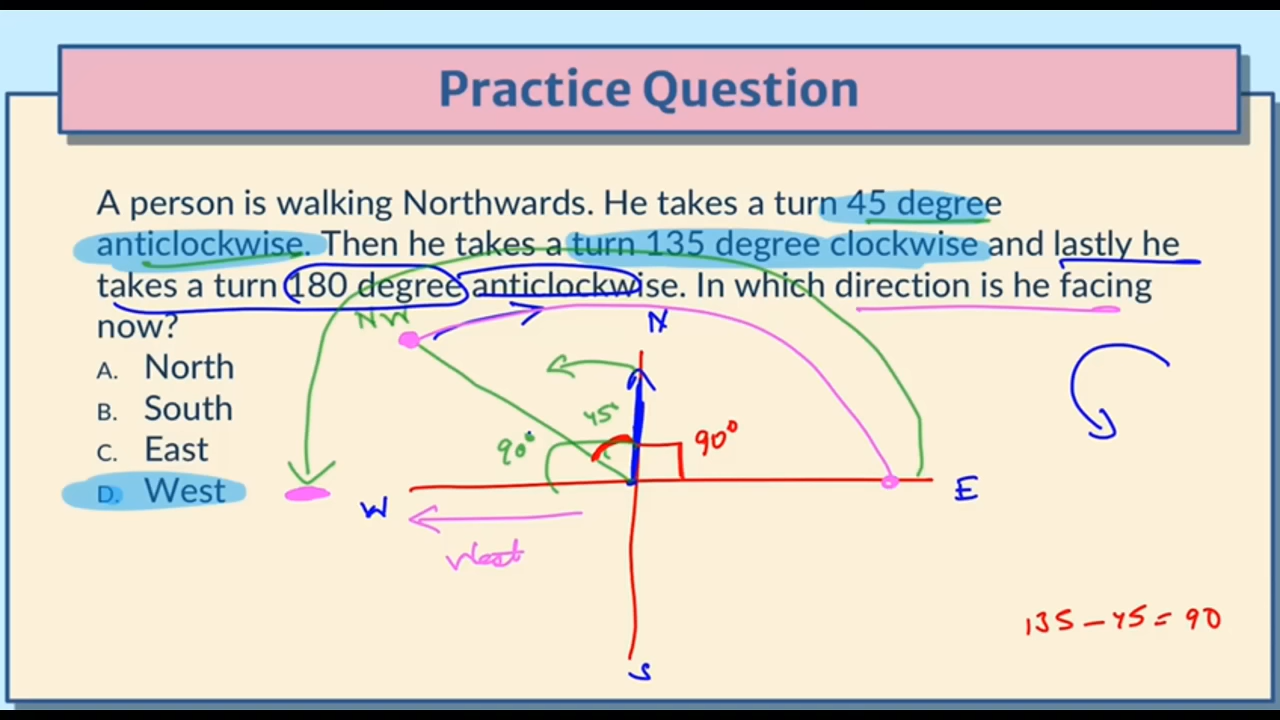 Practice Question
A person is walking Northwards. He takes a turn 45 degree
anticlockwise. Then he takes a turn 135 degree clockwise and lastly he
takes a turn 180 degree anticlockwise. In which direction is he facing
now?
NW
N
A. North
B. South
45°
90°
90°
C. East
D. West
W
E
West
135 - 45 = 90
S